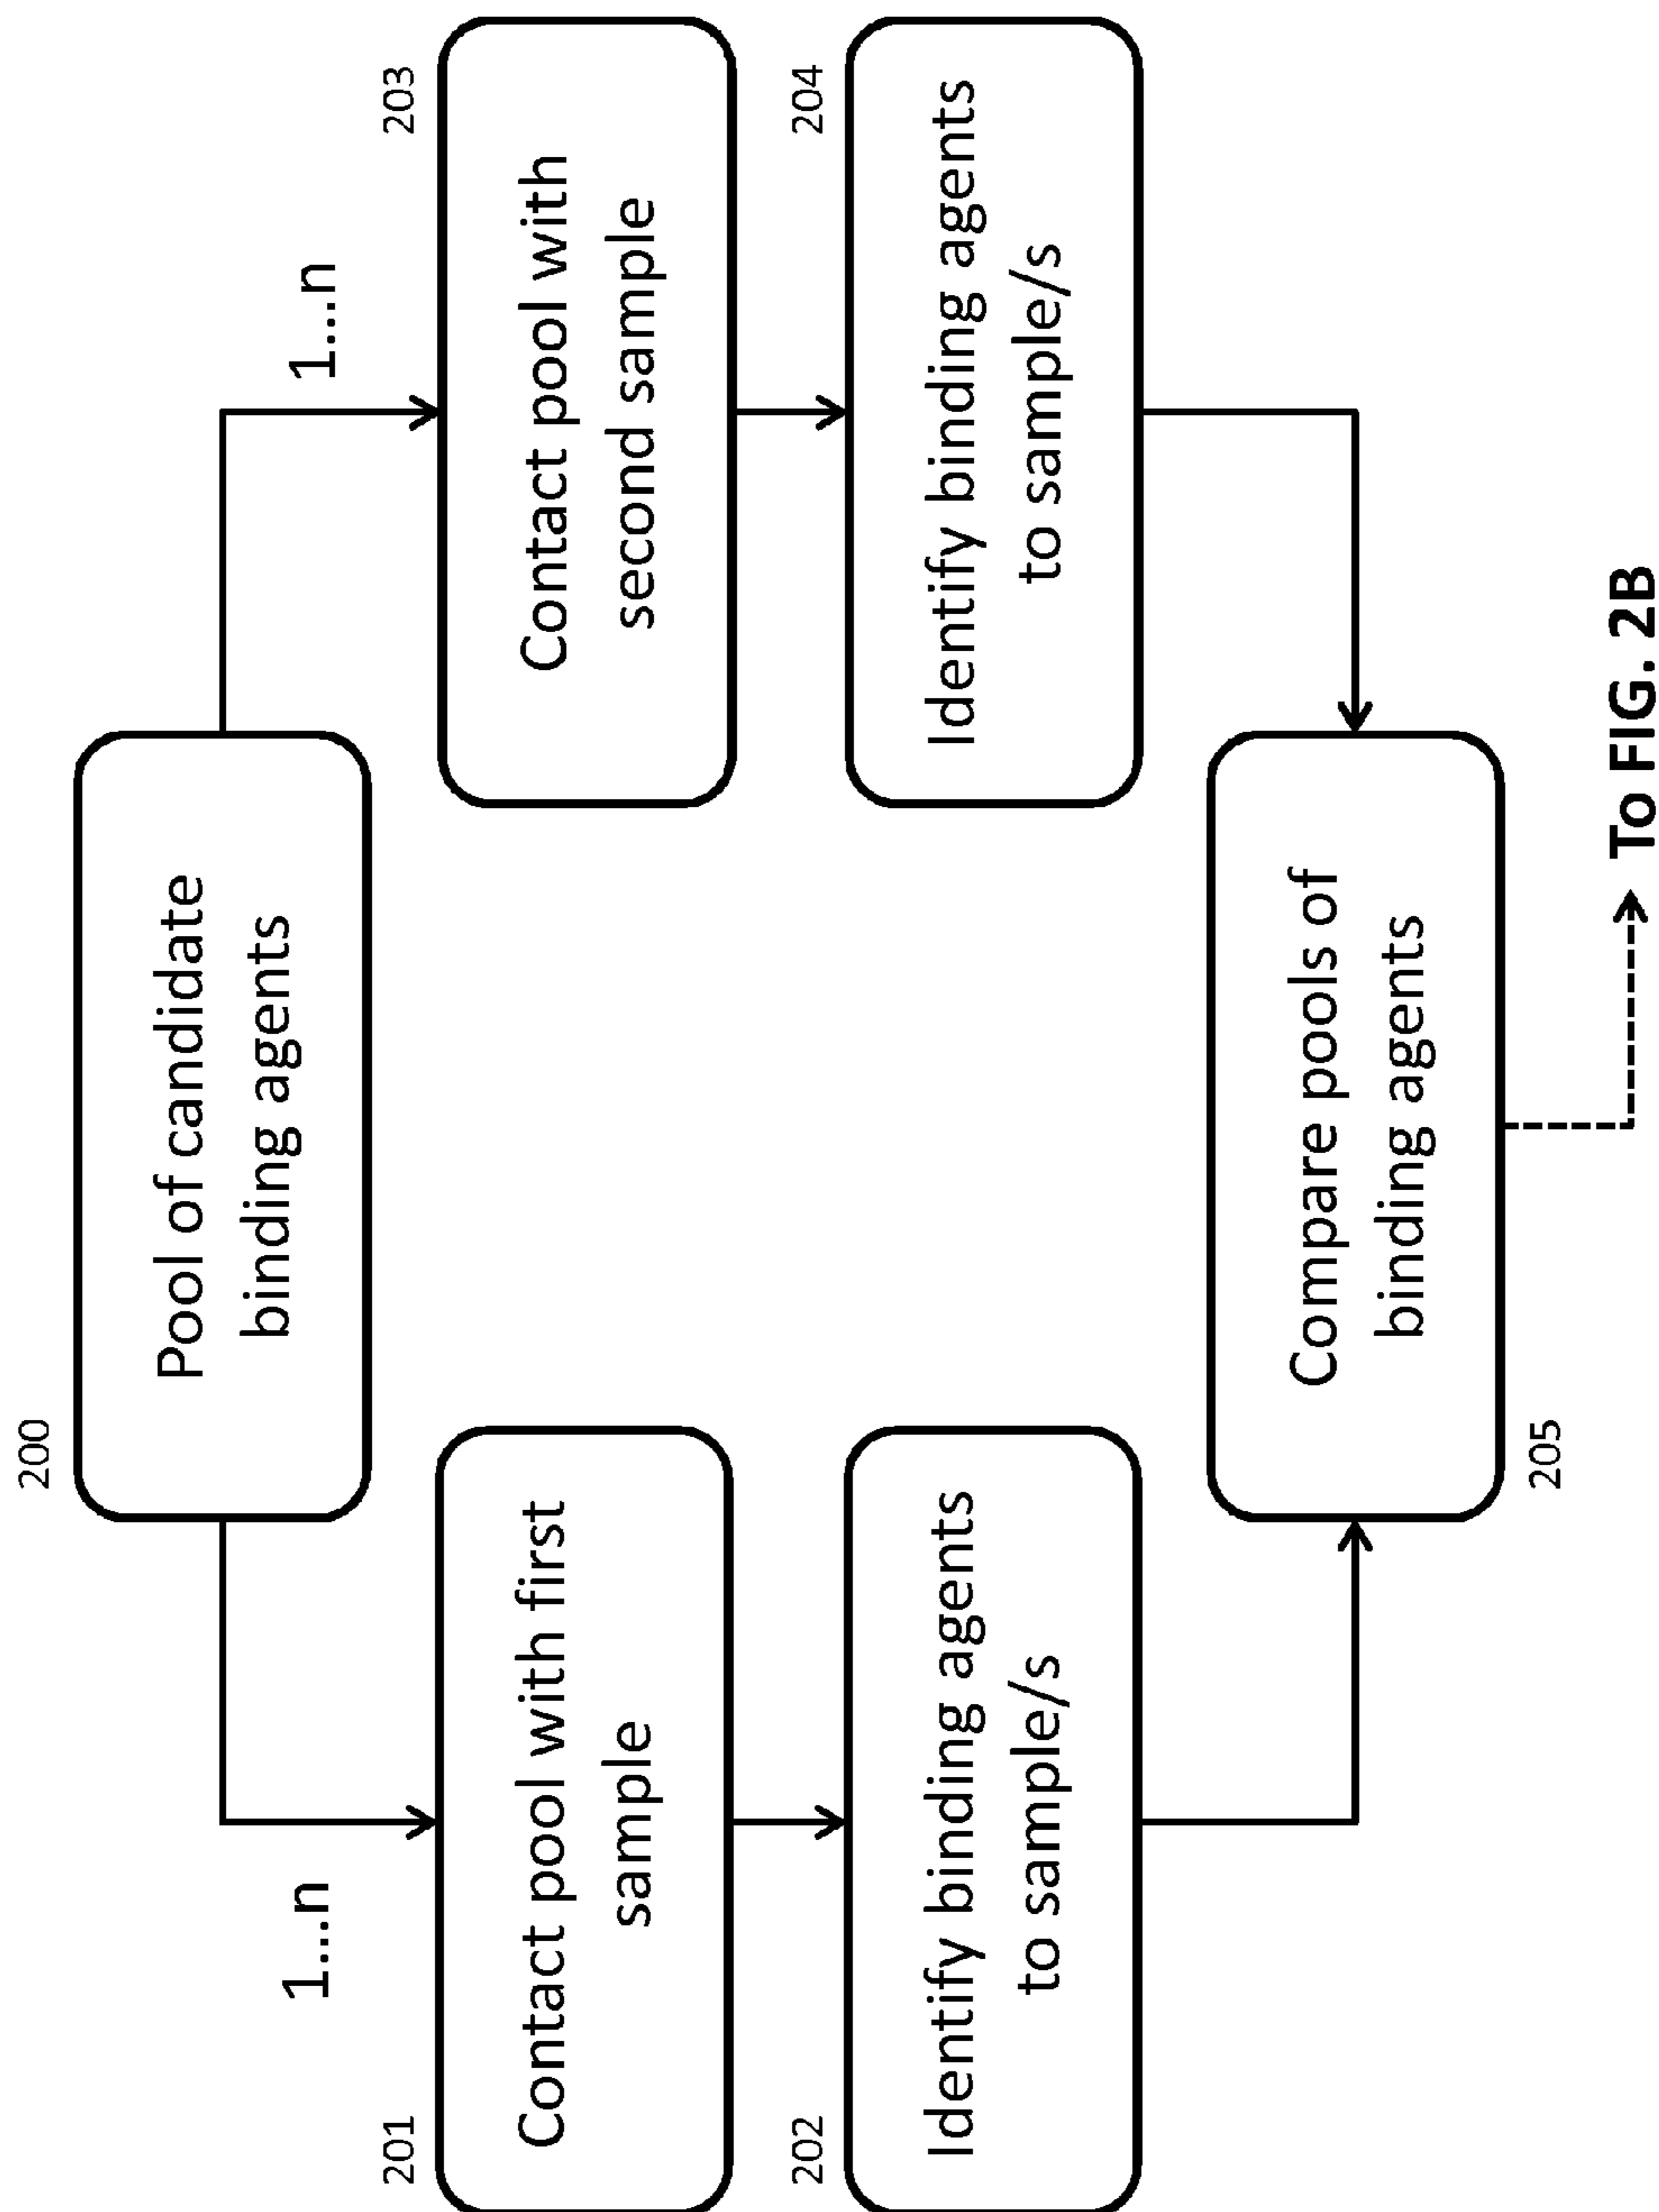 200
Pool of candidate
binding agents
1...n
1...n
201
Contact pool with first
sample
203
Contact pool with
second sample
202
Identify binding agents
to sample/s
204
Identify binding agents
to sample/s
Compare pools of
binding agents
205
To FIG. 2B